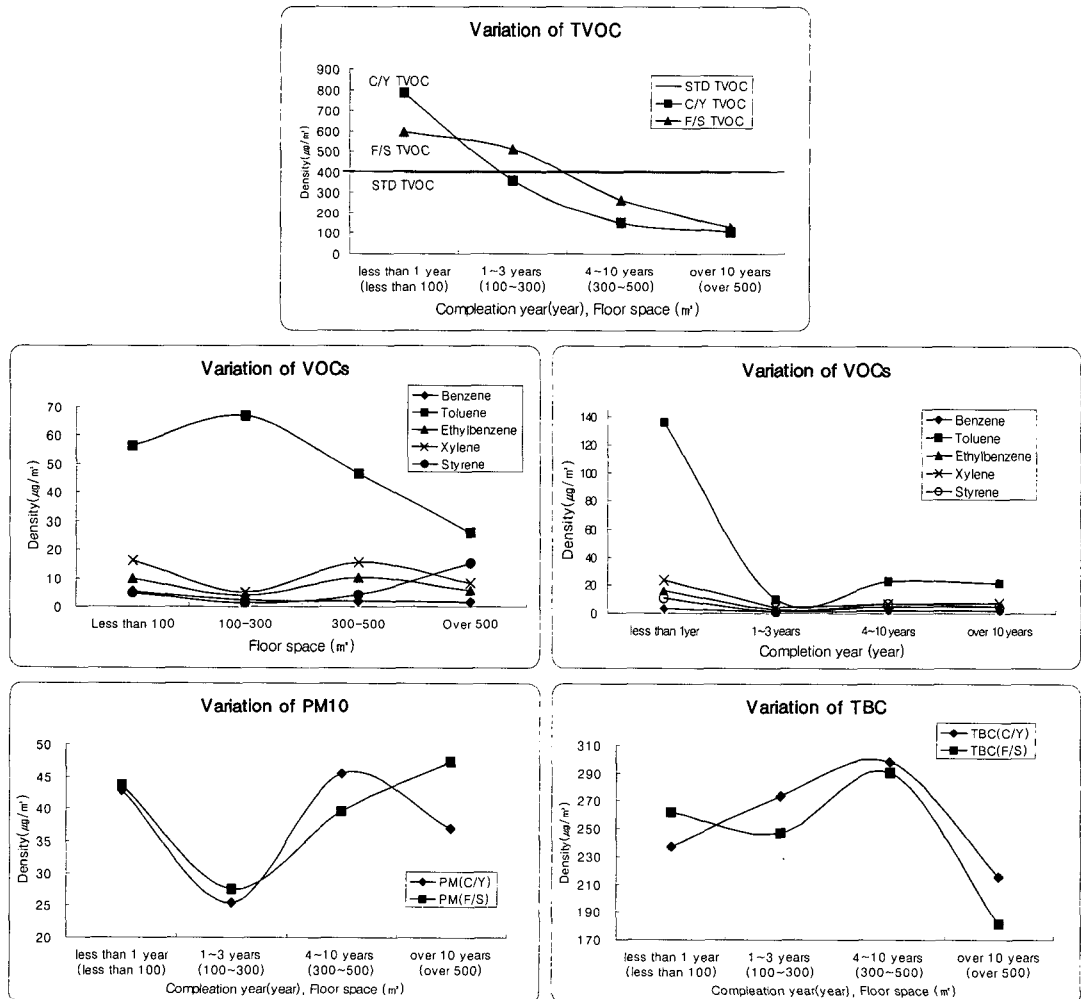 Variation of TVOC
900
800
700
600
500
400
300
200
100
0
Density(㎍/㎥)
C/Y TVOC
F/S TVOC
STD TVOC
STD TVOC
C/Y TVOC
F/S TVOC
less than 1 year 1~3 years 4~10 years over 10 years
(less than 100) (100~300) (300~500) (over 500)
Compleation year(year), Floor space (㎡)
Variation of VOCs
70
60
50
40
30
20
10
0
Density(㎍/㎥)
Benzene
Toluene
Ethylbenzene
Xylene
Styrene
Less than 100 100~300 300~500 Over 500
Floor space (㎡)
Variation of VOCs
140
120
100
80
60
40
20
0
Density(㎍/㎥)
Benzene
Toluene
Ethylbenzene
Xylene
Styrene
less than 1yer 1~3 years 4~10 years over 10 years
Completion year (year)
Variation of PM10
50
45
40
35
30
25
20
Density(㎍/㎥)
PM(C/Y)
PM(F/S)
less than 1 year 1~3 years 4~10 years over 10 years
(less than 100) (100~300) (300~500) (over 500)
Compleation year(year), Floor space (㎡)
Variation of TBC
310
290
270
250
230
210
190
170
Density(㎍/㎥)
TBC(C/Y)
TBC(F/S)
less than 1 year 1~3 years 4~10 years over 10 years
(less than 100) (100~300) (300~500) (over 500)
Compleation year(year), Floor space (㎡)